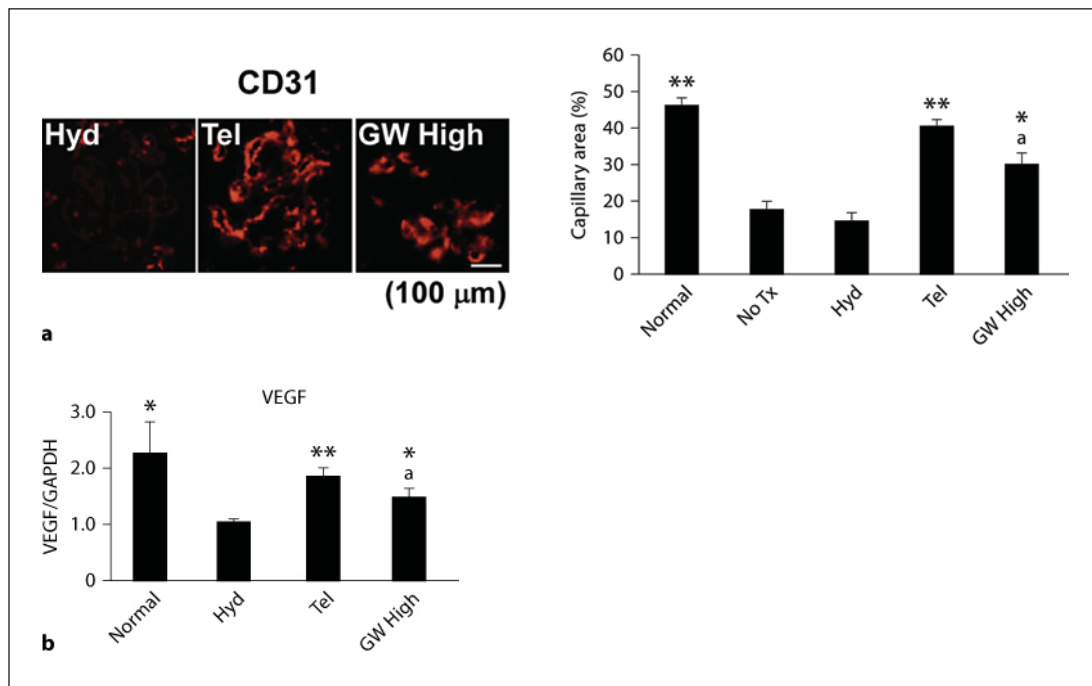 CD31
Hyd
Tel
GW High
(100 μm)
a
Capillary area (%)
60
50
40
30
20
10
0
**
**
*
a
Normal
No Tx
Hyd
Tel
GW High
VEGF
VEGF/GAPDH
3.0
2.0
1.0
0
*
**
*
a
Normal
Hyd
Tel
GW High
b